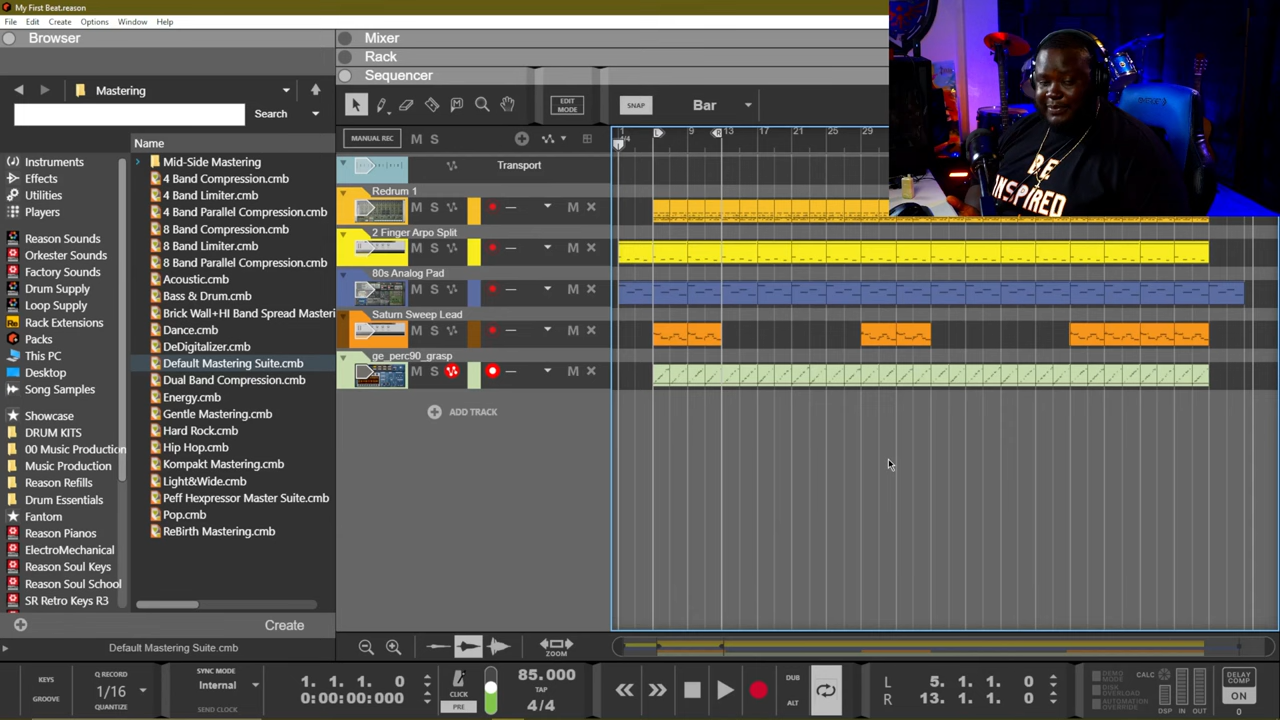 My First Beat.reason
File Edit Create Options Window Help
Browser
Mixer
Rack
Sequencer
Mastering
EDIT MODE
SNAP
Bar
Search
MANUAL REC M S
1 9 13 17 21 25 29
4/4
Name
Instruments
Effects
Utilities
Players
Reason Sounds
Orkester Sounds
Factory Sounds
Drum Supply
Loop Supply
Rack Extensions
Packs
This PC
Desktop
Song Samples
Showcase
DRUM KITS
00 Music Production
Music Production
Reason Refills
Drum Essentials
Fantom
Reason Pianos
ElectroMechanical
Reason Soul Keys
Reason Soul School
SR Retro Keys R3
Mid-Side Mastering
4 Band Compression.cmb
4 Band Limiter.cmb
4 Band Parallel Compression.cmb
8 Band Compression.cmb
8 Band Limiter.cmb
8 Band Parallel Compression.cmb
Acoustic.cmb
Bass & Drum.cmb
Brick Wall+HI Band Spread Masteri
Dance.cmb
DeDigitalizer.cmb
Default Mastering Suite.cmb
Dual Band Compression.cmb
Energy.cmb
Gentle Mastering.cmb
Hard Rock.cmb
Hip Hop.cmb
Kompakt Mastering.cmb
Light&Wide.cmb
Peff Hexpressor Master Suite.cmb
Pop.cmb
ReBirth Mastering.cmb
Create
Default Mastering Suite.cmb
Transport
Redrum 1
M S M
2 Finger Arpo Split
M S M
80s Analog Pad
M S M
Saturn Sweep Lead
M S M
ge_perc90_grasp
M S M
ADD TRACK
BE
INSPIRED
ZOOM
KEYS
GROOVE
Q RECORD
1/16
QUANTIZE
SYNC MODE
Internal
SEND CLOCK
1. 1. 1. 0
0:00:00:000
CLICK
PRE
85.000
TAP
4/4
DUB
ALT
L 5. 1. 1. 0
R 13. 1. 1. 0
DEMO MODE
DISK OVERLOAD
AUTOMATION OVERRIDE
CALC
DSP IN OUT
DELAY COMP
ON
0